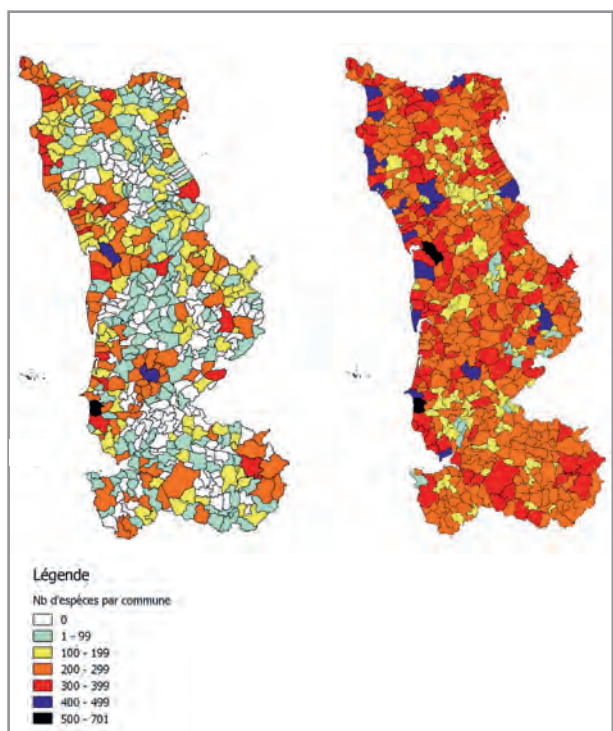 Légende
Nb d'espèces par commune
0
1 - 99
100 - 199
200 - 299
300 - 399
400 - 499
500 - 701